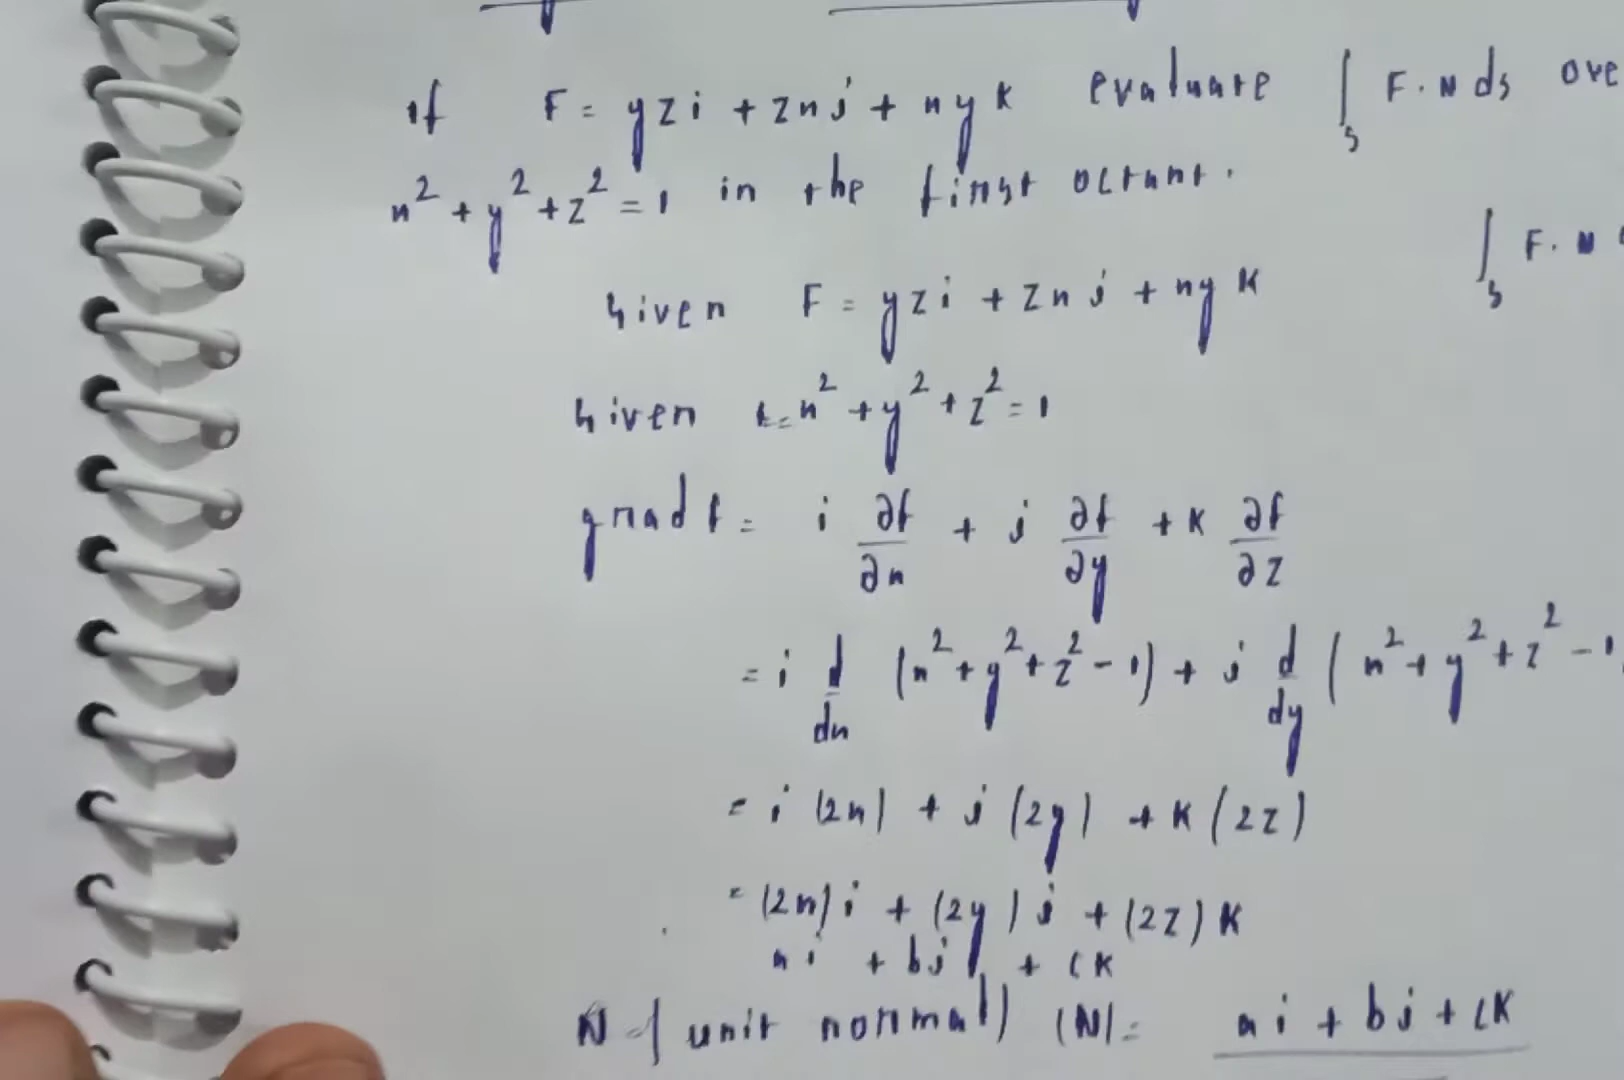 If F = yzi + zxj + xyk evaluate ∫ F.N ds ove
s
x² + y² + z² = 1 in the first octant.
∫ F.N
s
Given F = yzi + zxj + xyk
Given f = x² + y² + z² = 1
grad f = i ∂f/∂x + j ∂f/∂y + k ∂f/∂z
= i d/dx (x² + y² + z² - 1) + j d/dy (x² + y² + z² - 1
= i (2x) + j (2y) + k (2z)
= (2x)i + (2y)j + (2z)k
ai + bj + ck
N - (unit normal) |N| = ai + bj + ck